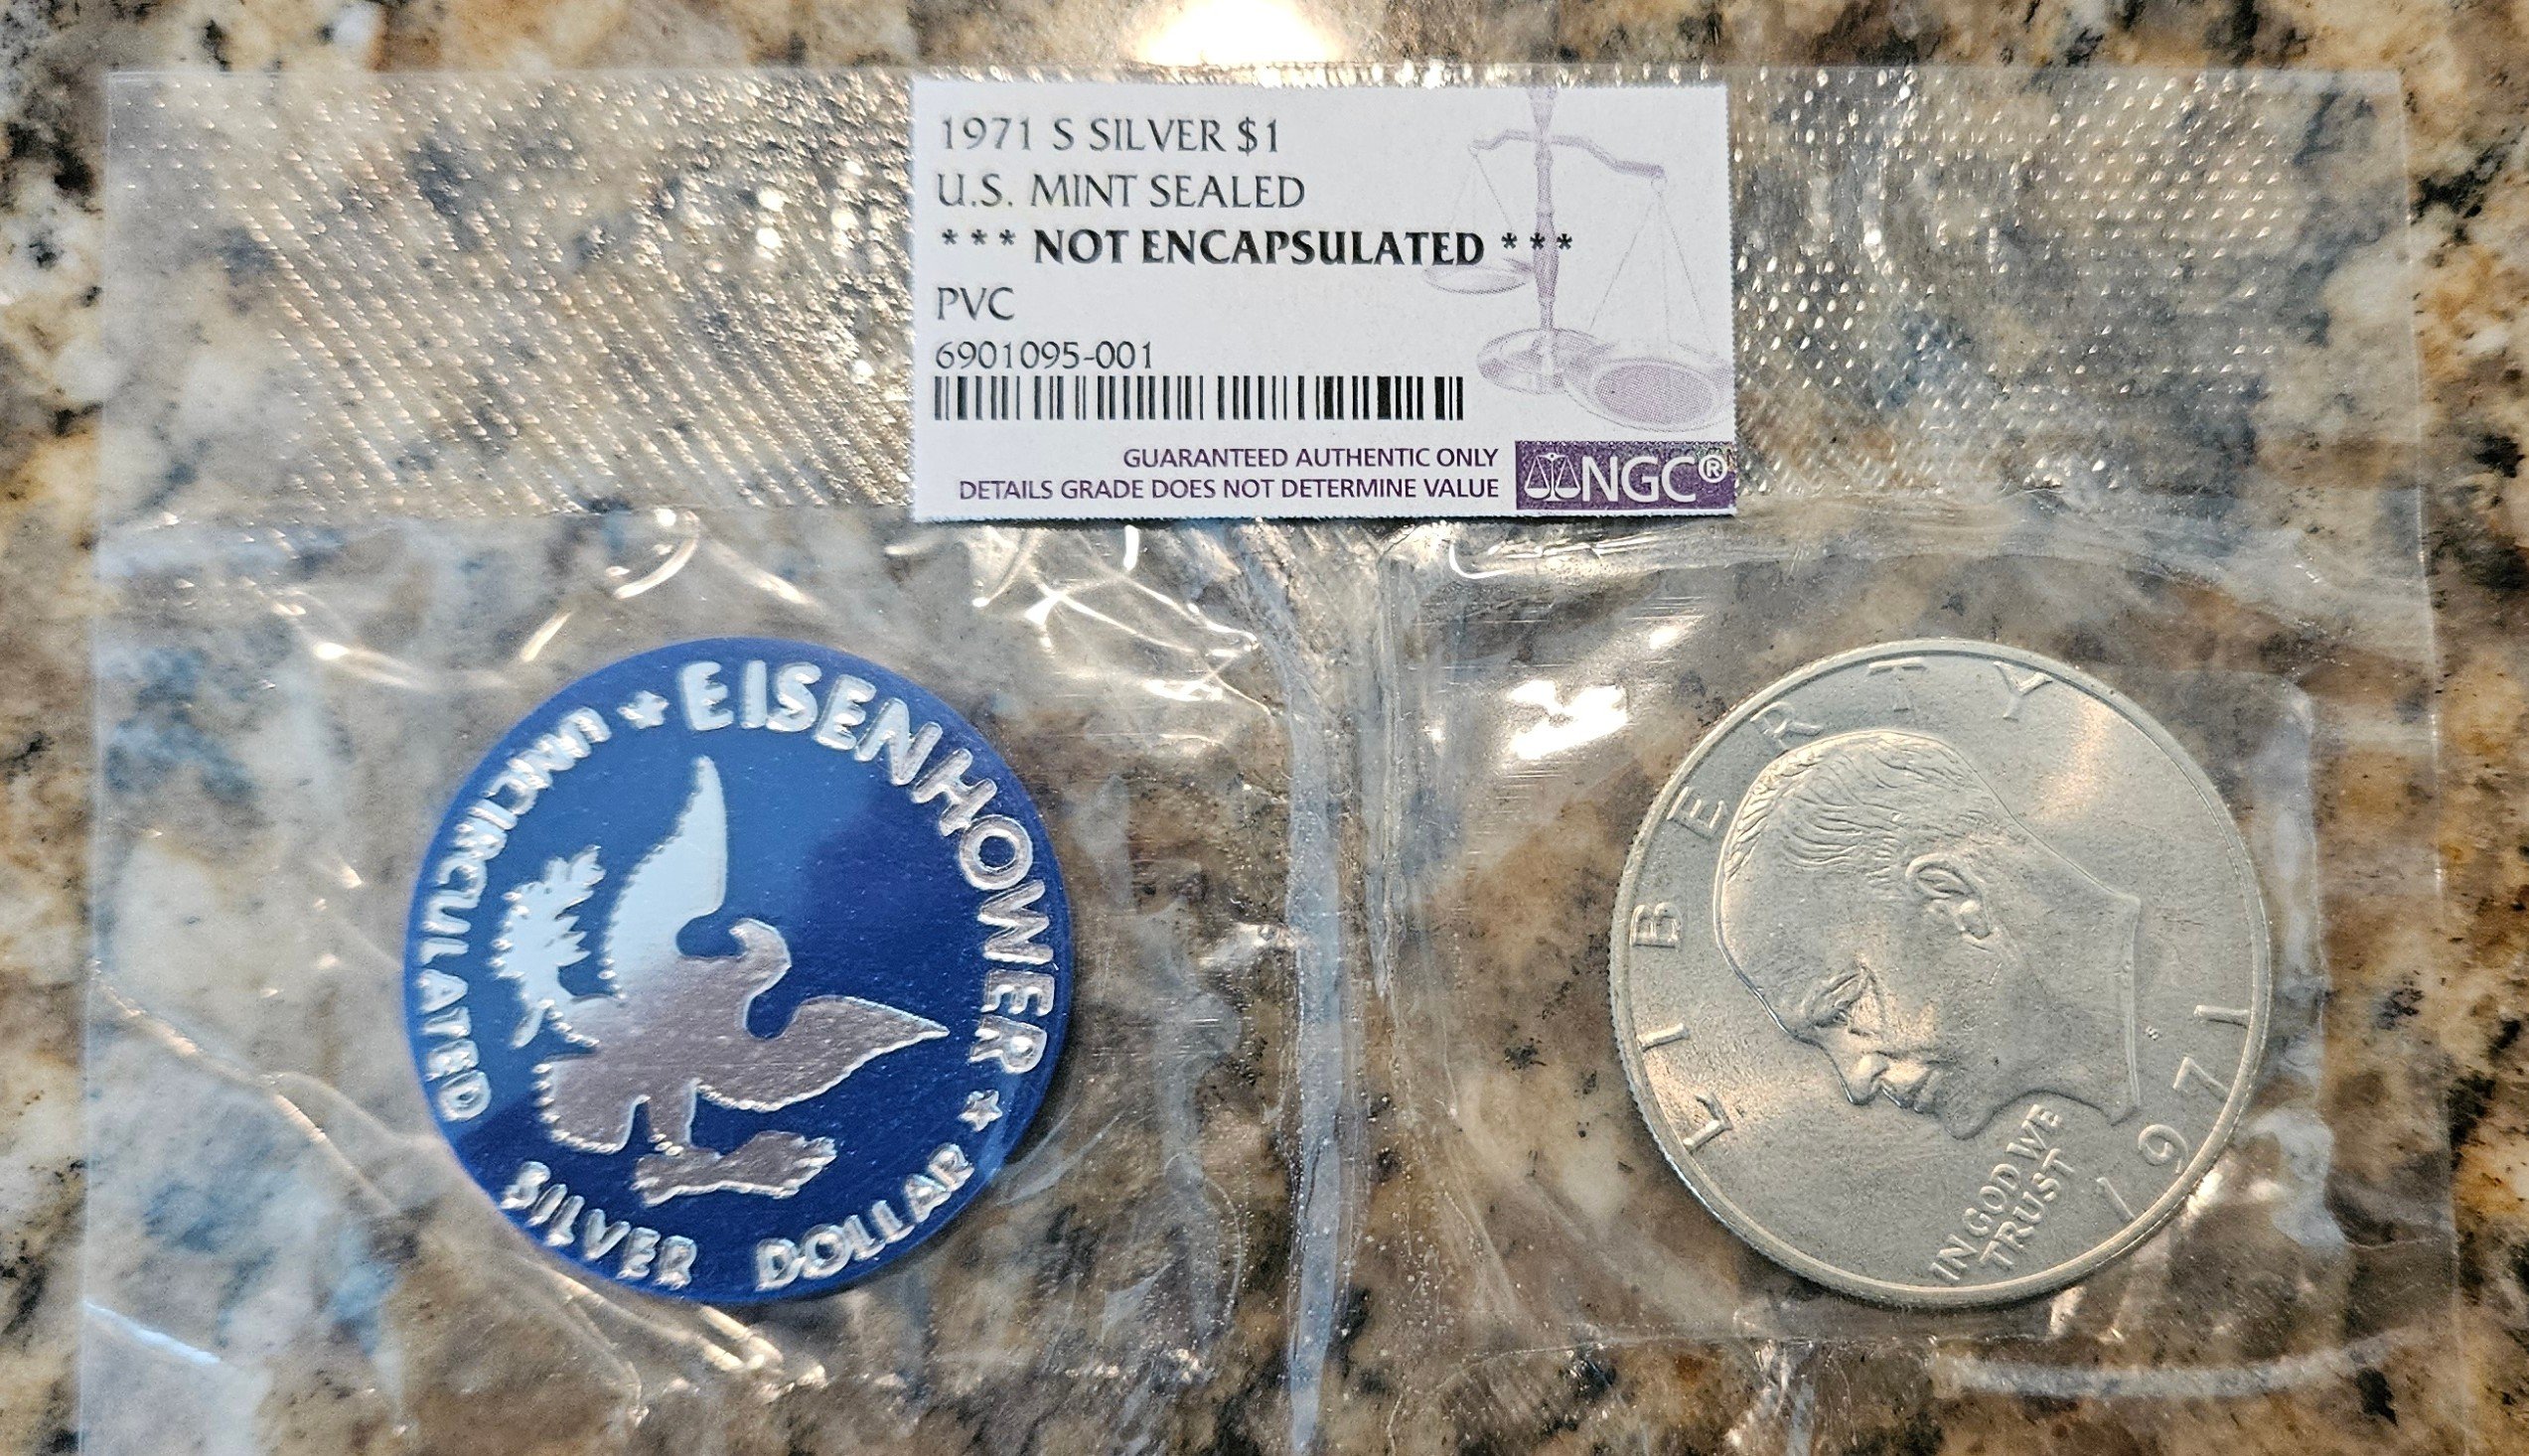 1971 S SILVER $1
U.S. MINT SEALED
*** NOT ENCAPSULATED ***
PVC
6901095-001
GUARANTEED AUTHENTIC ONLY
DETAILS GRADE DOES NOT DETERMINE VALUE
NGC®
EISENHOWER
UNCIRCULATED
SILVER DOLLAR
LIBERTY
IN GOD WE
TRUST
S
1971